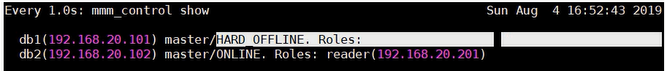 Every 1.0s: mmm_control show Sun Aug 4 16:52:43 2019
db1(192.168.20.101) master/HARD_OFFLINE. Roles:
db2(192.168.20.102) master/ONLINE. Roles: reader(192.168.20.201)